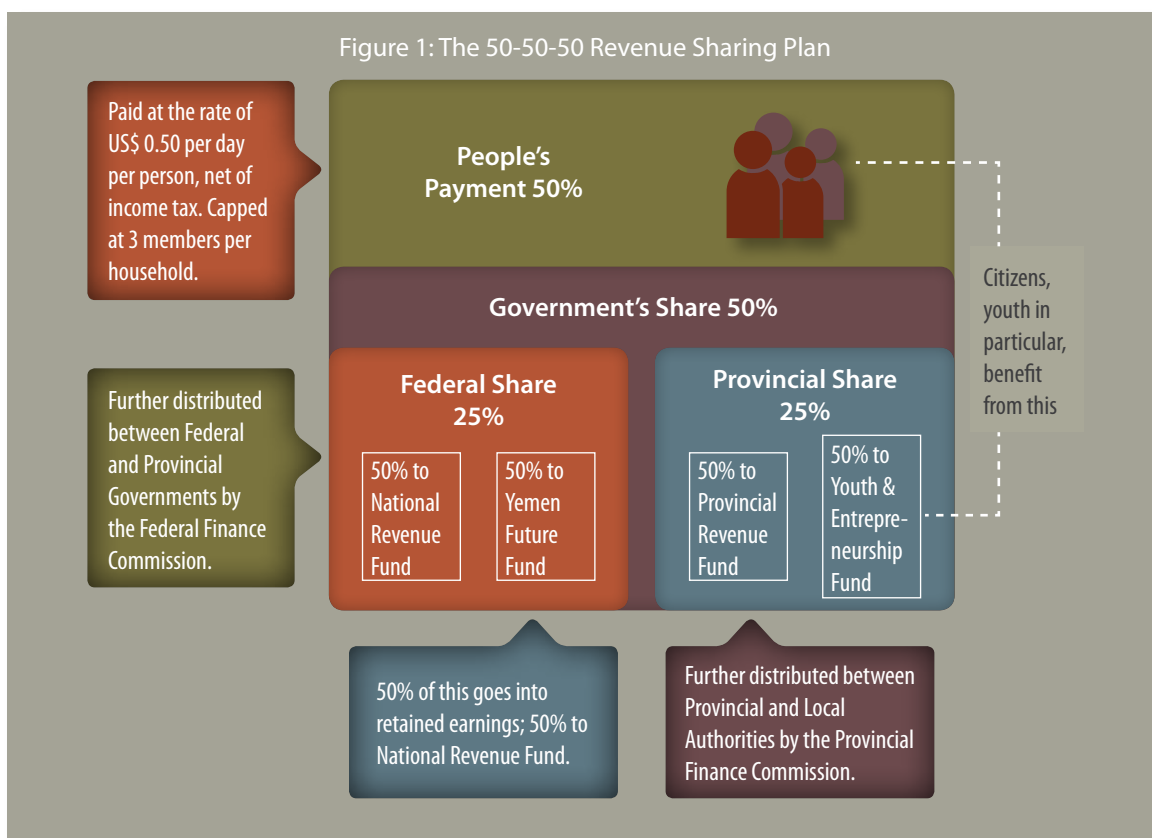 Figure 1: The 50-50-50 Revenue Sharing Plan
Paid at the rate of
US$ 0.50 per day
per person, net of
income tax. Capped
at 3 members per
household.
People's
Payment 50%
Citizens,
youth in
particular,
benefit
from this
Government's Share 50%
Further distributed
between Federal
and Provincial
Governments by
the Federal Finance
Commission.
Federal Share
25%
50% to
National
Revenue
Fund
50% to
Yemen
Future
Fund
Provincial Share
25%
50% to
Provincial
Revenue
Fund
50% to
Youth &
Entrepre-
neurship
Fund
50% of this goes into
retained earnings; 50% to
National Revenue Fund.
Further distributed between
Provincial and Local
Authorities by the Provincial
Finance Commission.